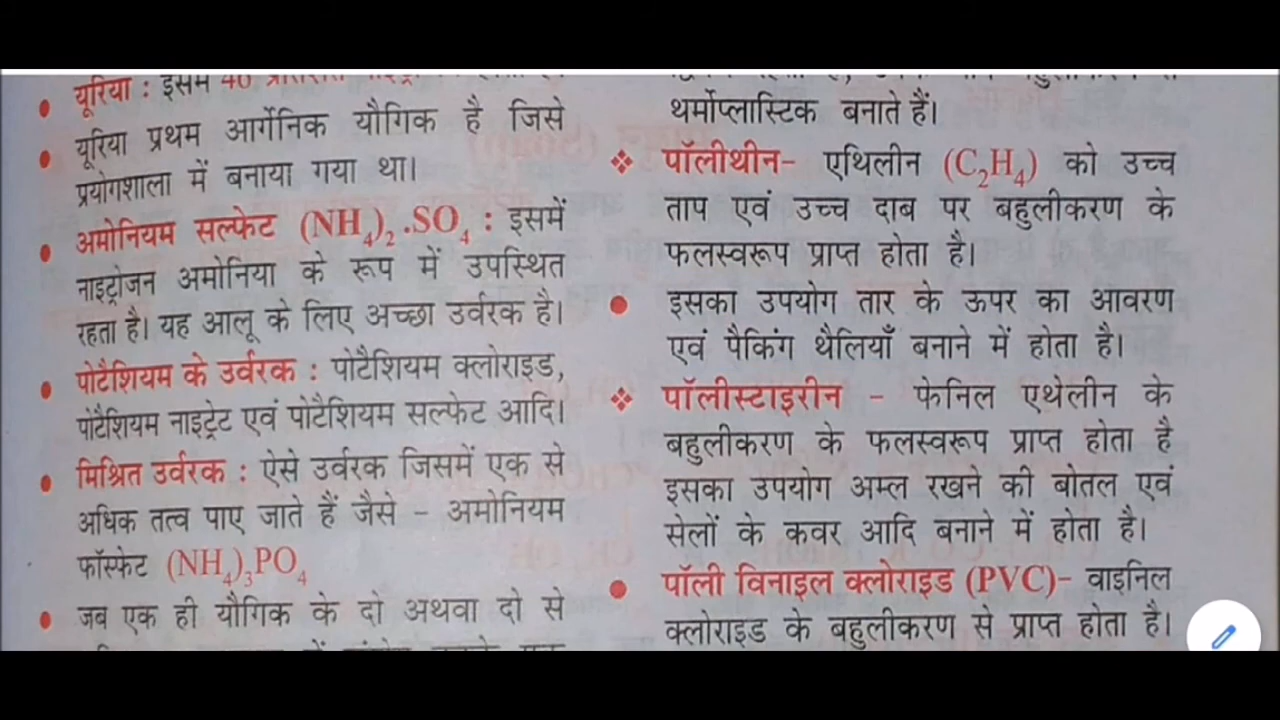 यूरिया : इसमें 46
यूरिया प्रथम आर्गेनिक यौगिक है जिसे
प्रयोगशाला में बनाया गया था।
अमोनियम सल्फेट (NH₄)₂.SO₄ : इसमें
नाइट्रोजन अमोनिया के रूप में उपस्थित
रहता है। यह आलू के लिए अच्छा उर्वरक है।
पोटैशियम के उर्वरक : पोटैशियम क्लोराइड,
पोटैशियम नाइट्रेट एवं पोटैशियम सल्फेट आदि।
मिश्रित उर्वरक : ऐसे उर्वरक जिसमें एक से
अधिक तत्व पाए जाते हैं जैसे - अमोनियम
फॉस्फेट (NH₄)₃PO₄
जब एक ही यौगिक के दो अथवा दो से
थर्मोप्लास्टिक बनाते हैं।
❖ पॉलीथीन- एथिलीन (C₂H₄) को उच्च
ताप एवं उच्च दाब पर बहुलीकरण के
फलस्वरूप प्राप्त होता है।
इसका उपयोग तार के ऊपर का आवरण
एवं पैकिंग थैलियाँ बनाने में होता है।
❖ पॉलीस्टाइरीन - फेनिल एथेलीन के
बहुलीकरण के फलस्वरूप प्राप्त होता है
इसका उपयोग अम्ल रखने की बोतल एवं
सेलों के कवर आदि बनाने में होता है।
पॉली विनाइल क्लोराइड (PVC)- वाइनिल
क्लोराइड के बहुलीकरण से प्राप्त होता है।